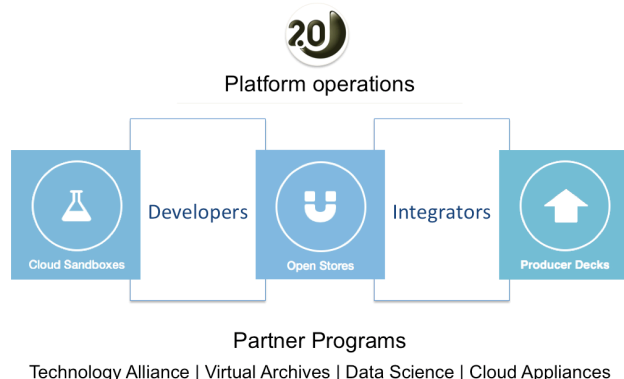 2.0
Platform operations
Developers
Integrators
Cloud Sandboxes
Open Stores
Producer Decks
Partner Programs
Technology Alliance | Virtual Archives | Data Science | Cloud Appliances